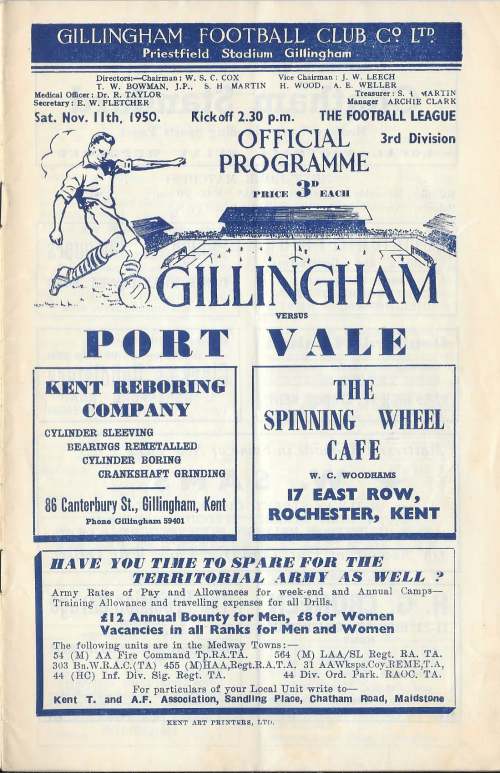 GILLINGHAM FOOTBALL CLUB Co LTD.
Priestfield Stadium Gillingham
Directors:—Chairman: W. S. C. COX Vice Chairman: J. W. LEECH
T. W. BOWMAN, J.P., S. H MARTIN H. WOOD, A. E. WELLER
Medical Officer: Dr. R. TAYLOR Treasurer: S. H MARTIN
Secretary: E. W. FLETCHER Manager ARCHIE CLARK
Sat. Nov. 11th, 1950. Kickoff 2.30 p.m. THE FOOTBALL LEAGUE
3rd Division
OFFICIAL
PROGRAMME
PRICE 3D EACH
GILLINGHAM
VERSUS
PORT VALE
KENT REBORING
COMPANY
CYLINDER SLEEVING
BEARINGS REMETALLED
CYLINDER BORING
CRANKSHAFT GRINDING
86 Canterbury St., Gillingham, Kent
Phone Gillingham 59401
THE
SPINNING WHEEL
CAFE
W. C. WOODHAMS
17 EAST ROW,
ROCHESTER, KENT
HAVE YOU TIME TO SPARE FOR THE
TERRITORIAL ARMY AS WELL ?
Army Rates of Pay and Allowances for week-end and Annual Camps—
Training Allowance and travelling expenses for all Drills.
£12 Annual Bounty for Men, £8 for Women
Vacancies in all Ranks for Men and Women
The following units are in the Medway Towns:—
54 (M) AA Fire Command Tp.RA.TA. 564 (M) LAA/SL Regt. RA. TA.
303 Bn.W.R.A.C.(TA) 455 (M)HAA,Regt.R.A.T.A. 31 AAWksps.Coy.REME,T.A,
44 (HC) Inf. Div. Sig. Regt. TA. 44 Div. Ord. Park. RAOC. TA.
For particulars of your Local Unit write to—
Kent T. and A.F. Association, Sandling Place, Chatham Road, Maidstone
KENT ART PRINTERS, LTD.